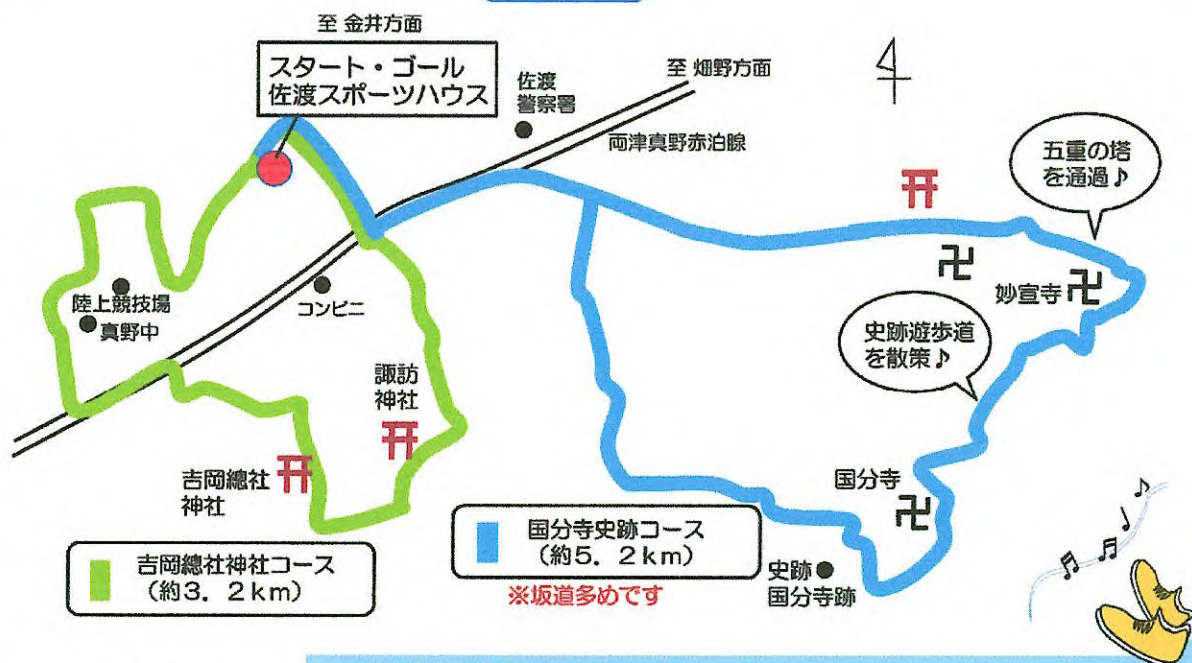 至 金井方面
スタート・ゴール
佐渡スポーツハウス
佐渡
警察署
至 畑野方面
両津真野赤泊線
五重の塔
を通過♪
陸上競技場
真野中
コンビニ
妙宣寺
史跡遊歩道
を散策♪
諏訪
神社
吉岡總社
神社
国分寺
吉岡總社神社コース
(約3.2km)
国分寺史跡コース
(約5.2km)
※坂道多めです
史跡
国分寺跡